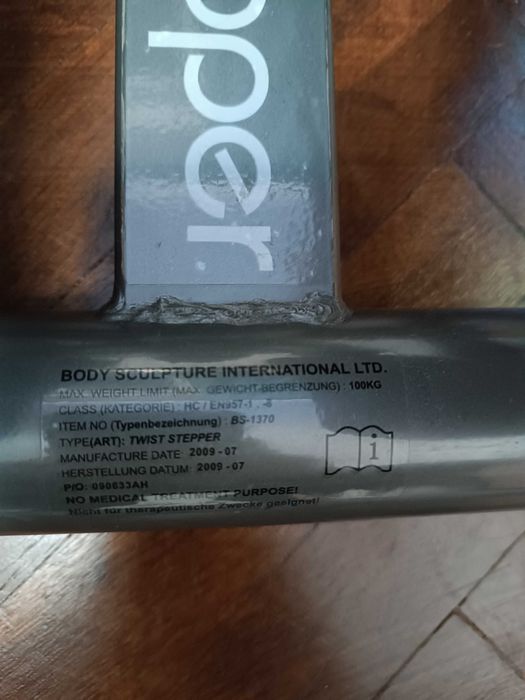 pper
BODY SCULPTURE INTERNATIONAL LTD.
MAX. WEIGHT LIMIT (MAX. GEWICHT-BEGRENZUNG) : 100KG
CLASS (KATEGORIE) : HC / EN957-1 , -8
ITEM NO (Typenbezeichnung) : BS-1370
TYPE(ART): TWIST STEPPER
MANUFACTURE DATE: 2009 - 07
HERSTELLUNG DATUM: 2009 - 07
P/O: 090633AH
NO MEDICAL TREATMENT PURPOSE!
Nicht für therapeutische Zwecke geeignet!